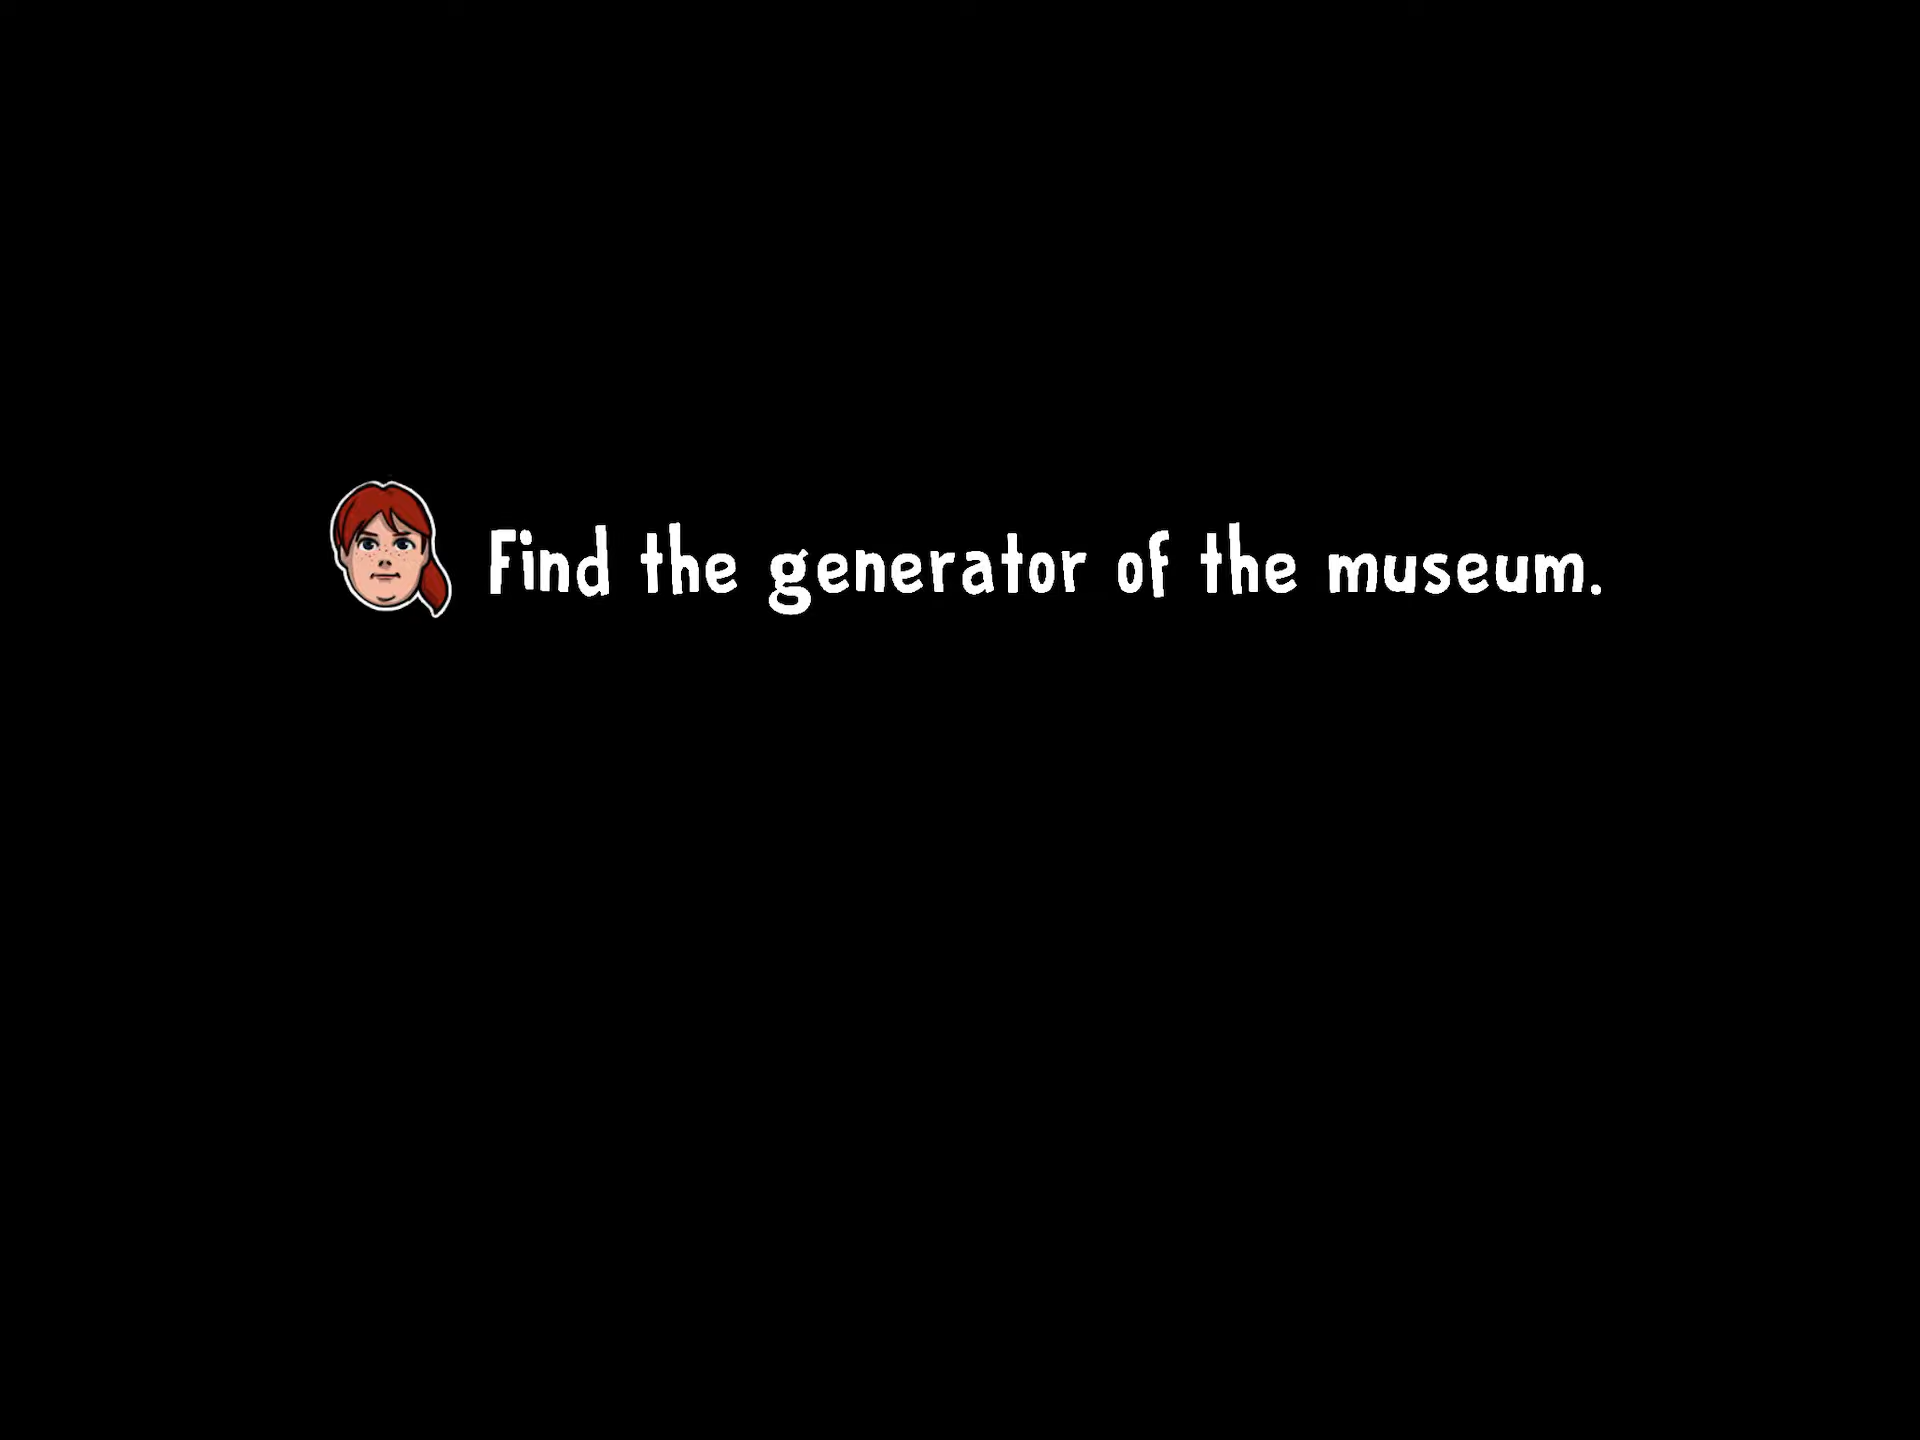 Find the generator of the museum.